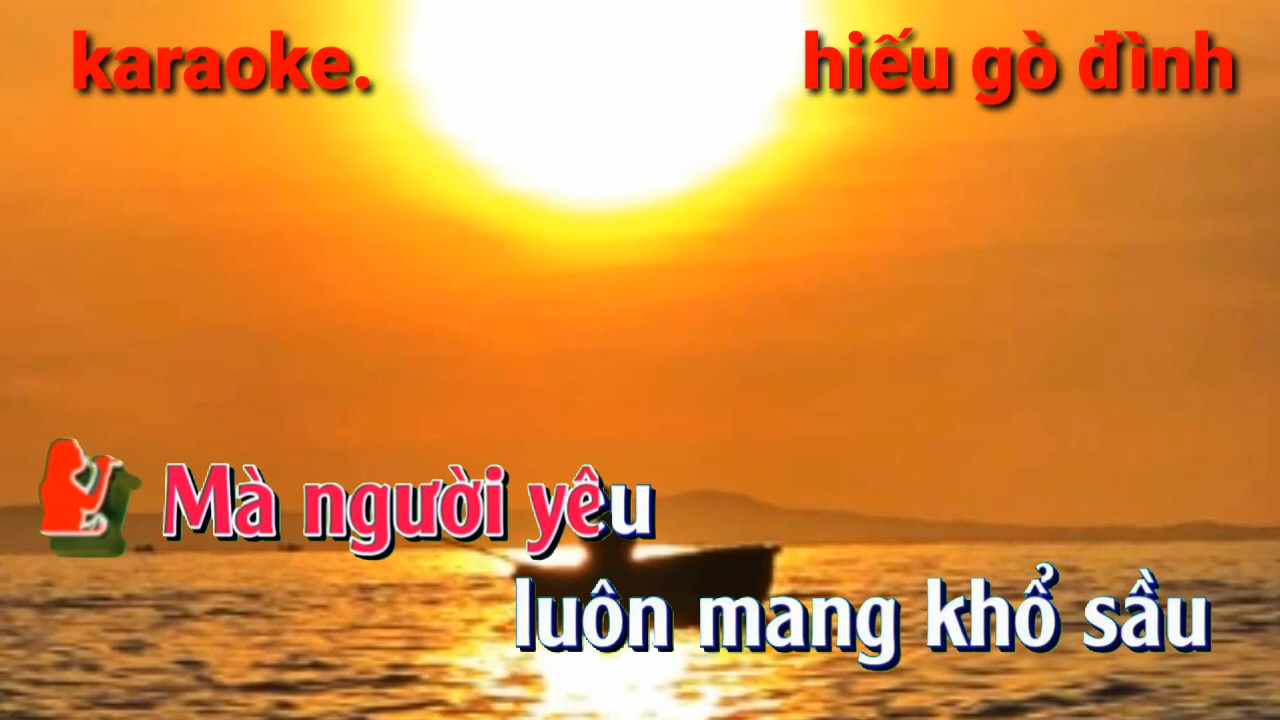 karaoke. hiếu gò đình
Mà người yêu
luôn mang khổ sầu